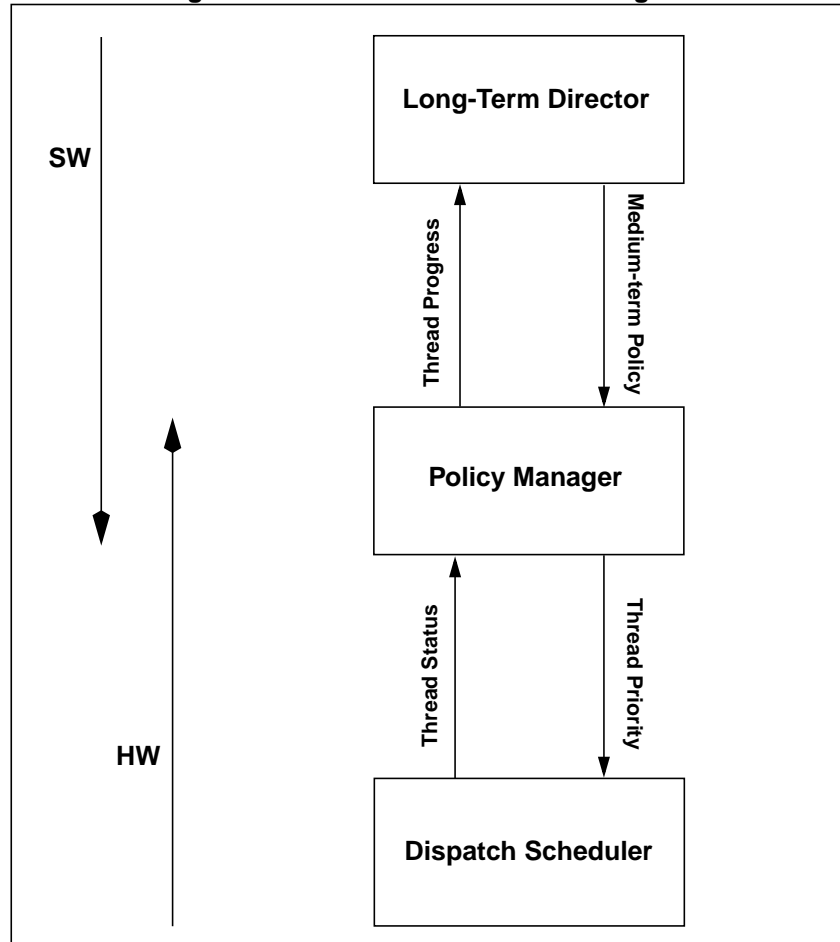 Long-Term Director
SW
Thread Progress
Medium-term Policy
Policy Manager
Thread Status
Thread Priority
HW
Dispatch Scheduler